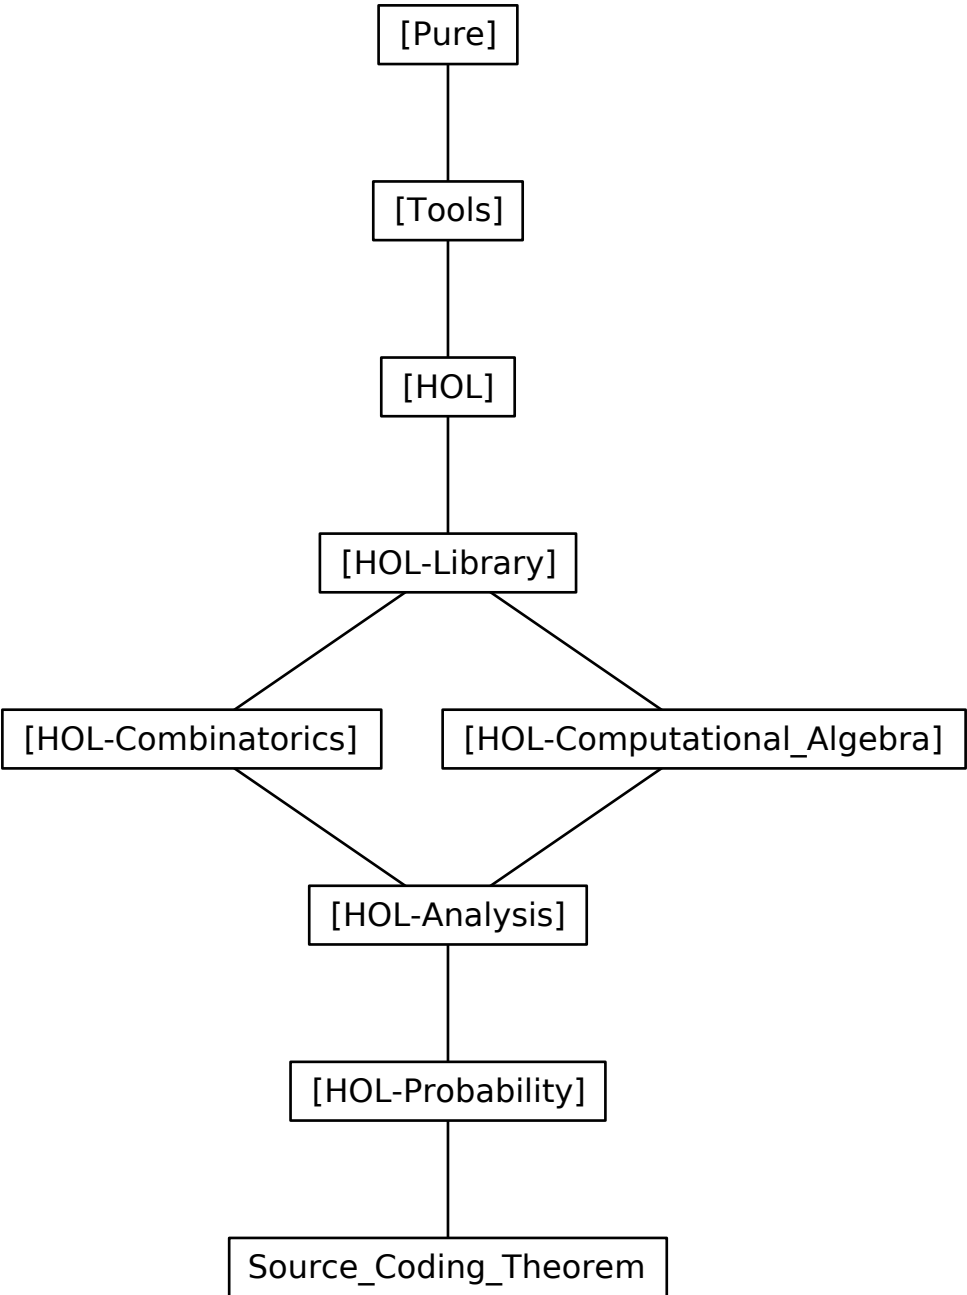 [Pure]
[Tools]
[HOL]
[HOL-Library]
[HOL-Combinatorics]
[HOL-Computational_Algebra]
[HOL-Analysis]
[HOL-Probability]
Source_Coding_Theorem